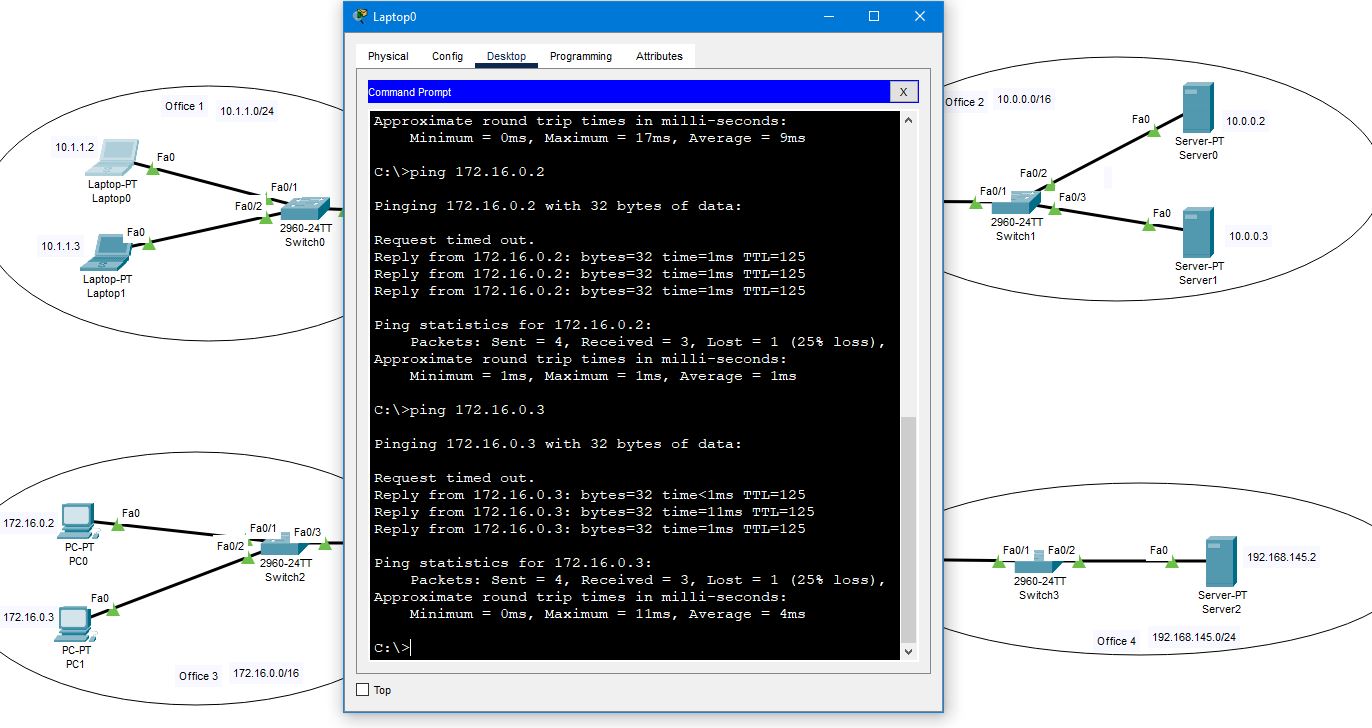 Laptop0
Physical Config Desktop Programming Attributes
Command Prompt X
Approximate round trip times in milli-seconds:
Minimum = 0ms, Maximum = 17ms, Average = 9ms
C:\>ping 172.16.0.2
Pinging 172.16.0.2 with 32 bytes of data:
Request timed out.
Reply from 172.16.0.2: bytes=32 time=1ms TTL=125
Reply from 172.16.0.2: bytes=32 time=1ms TTL=125
Reply from 172.16.0.2: bytes=32 time=1ms TTL=125
Ping statistics for 172.16.0.2:
Packets: Sent = 4, Received = 3, Lost = 1 (25% loss),
Approximate round trip times in milli-seconds:
Minimum = 1ms, Maximum = 1ms, Average = 1ms
C:\>ping 172.16.0.3
Pinging 172.16.0.3 with 32 bytes of data:
Request timed out.
Reply from 172.16.0.3: bytes=32 time<1ms TTL=125
Reply from 172.16.0.3: bytes=32 time=11ms TTL=125
Reply from 172.16.0.3: bytes=32 time=1ms TTL=125
Ping statistics for 172.16.0.3:
Packets: Sent = 4, Received = 3, Lost = 1 (25% loss),
Approximate round trip times in milli-seconds:
Minimum = 0ms, Maximum = 11ms, Average = 4ms
C:\>
Top
Office 1 10.1.1.0/24
10.1.1.2
Fa0
Laptop-PT
Laptop0
Fa0/1
Fa0/2
2960-24TT
Switch0
10.1.1.3
Fa0
Laptop-PT
Laptop1
Office 2 10.0.0.0/16
Fa0
10.0.0.2
Server-PT
Server0
Fa0/2
Fa0/1
Fa0/3
2960-24TT
Switch1
Fa0
10.0.0.3
Server-PT
Server1
172.16.0.2
Fa0
PC-PT
PC0
Fa0/1
Fa0/3
Fa0/2
2960-24TT
Switch2
172.16.0.3
Fa0
PC-PT
PC1
Office 3 172.16.0.0/16
Fa0/1
Fa0/2
2960-24TT
Switch3
Fa0
192.168.145.2
Server-PT
Server2
Office 4 192.168.145.0/24